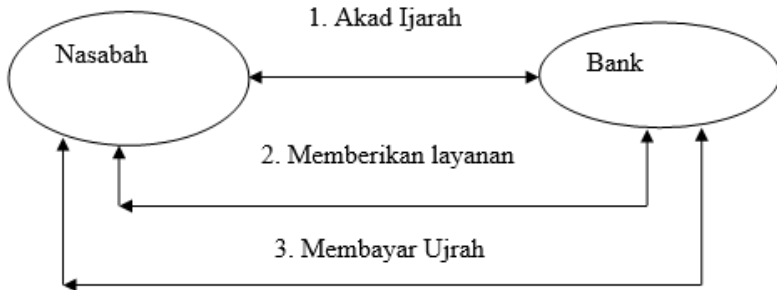 1. Akad Ijarah
Nasabah
Bank
2. Memberikan layanan
3. Membayar Ujrah